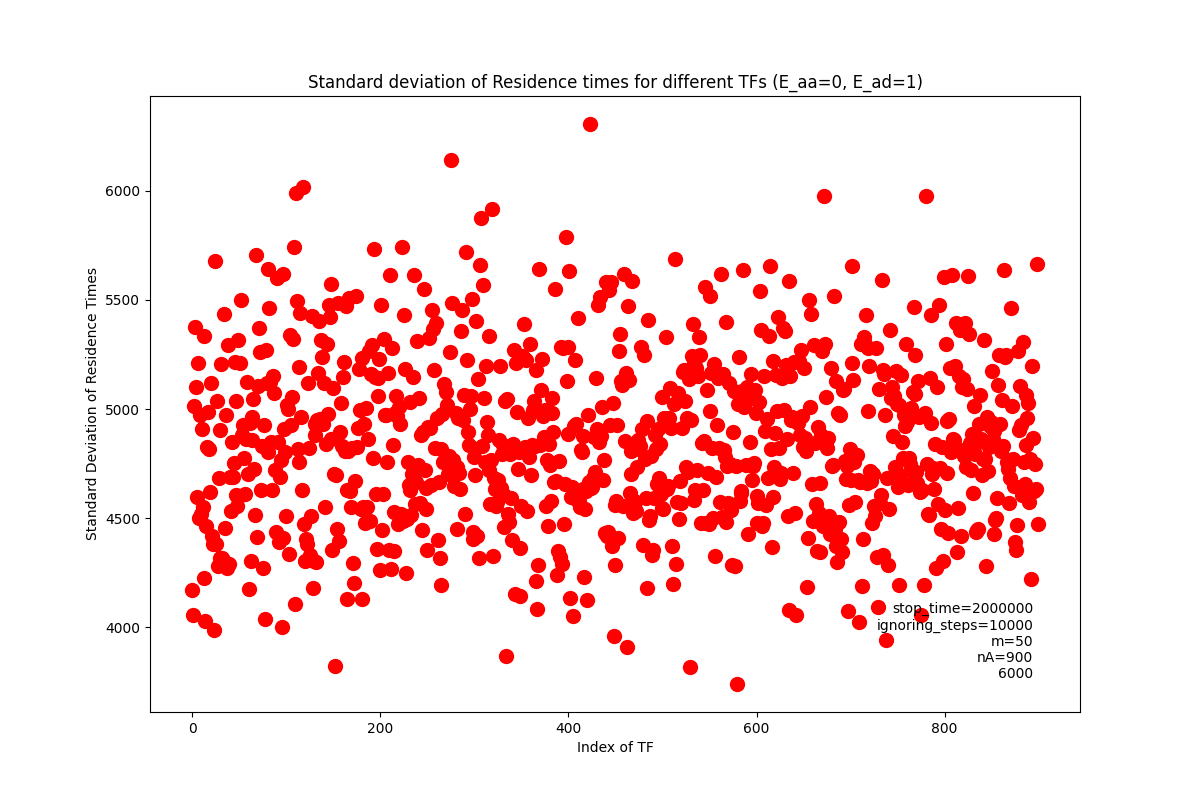 Standard deviation of Residence times for different TFs (E_aa=0, E_ad=1)
Standard Deviation of Residence Times
6000
5500
5000
4500
4000
stop_time=2000000
ignoring_steps=10000
m=50
nA=900
6000
0 200 400 600 800
Index of TF